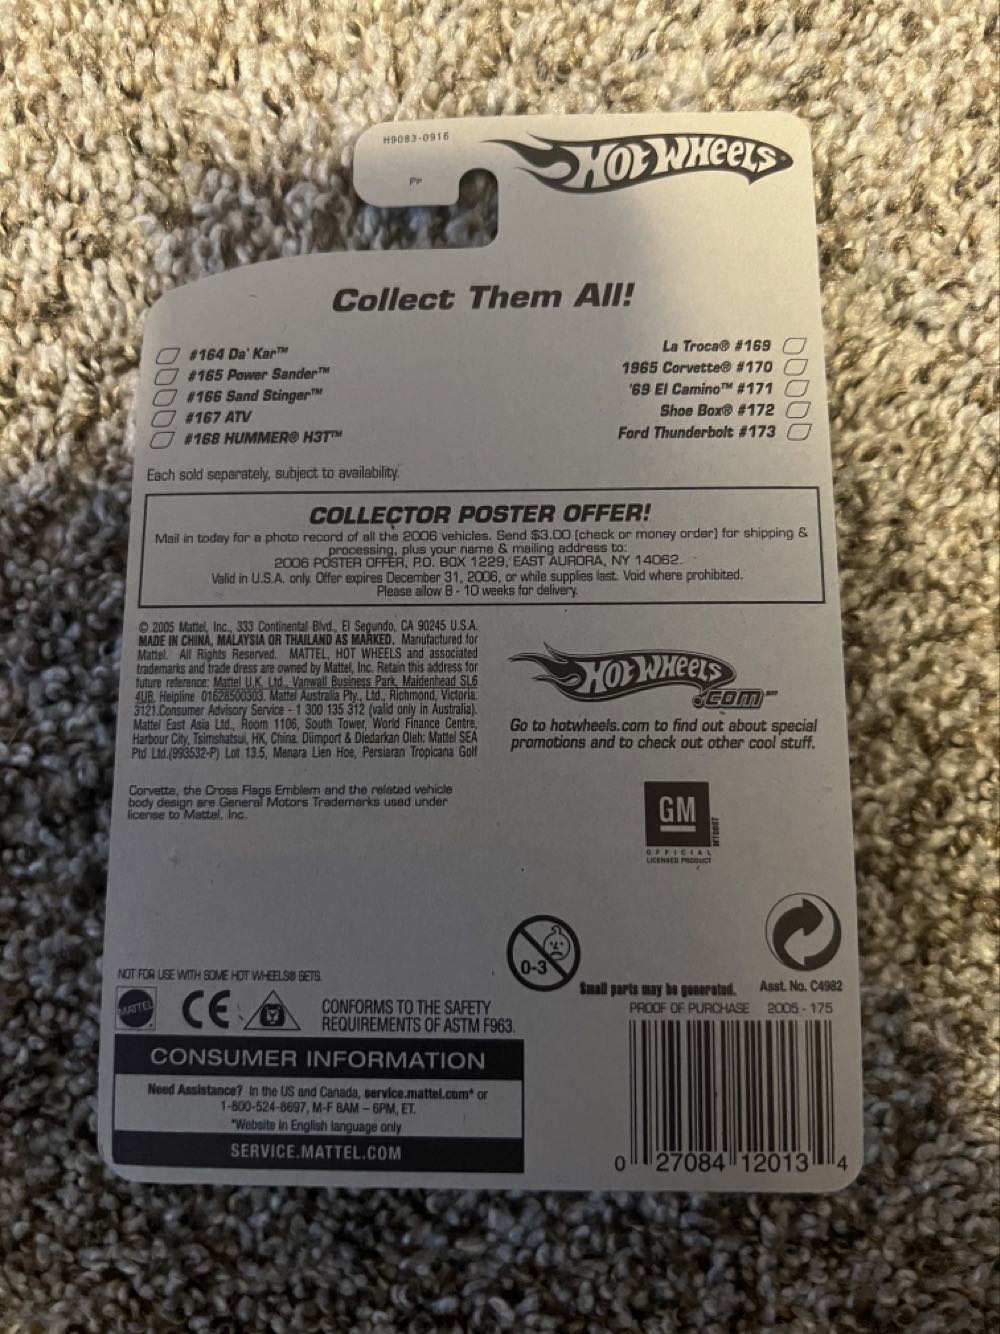 H9083-0916
PP
HOT WHEELS
Collect Them All!
#164 Da' Kar™
#165 Power Sander™
#166 Sand Stinger™
#167 ATV
#168 HUMMER® H3T™
La Troca® #169
1965 Corvette® #170
'69 El Camino™ #171
Shoe Box® #172
Ford Thunderbolt #173
Each sold separately, subject to availability.
COLLECTOR POSTER OFFER!
Mail in today for a photo record of all the 2006 vehicles. Send $3.00 (check or money order) for shipping &
processing, plus your name & mailing address to:
2006 POSTER OFFER, P.O. BOX 1229, EAST AURORA, NY 14062.
Valid in U.S.A. only. Offer expires December 31, 2006, or while supplies last. Void where prohibited.
Please allow 8 - 10 weeks for delivery.
© 2005 Mattel, Inc., 333 Continental Blvd., El Segundo, CA 90245 U.S.A.
MADE IN CHINA, MALAYSIA OR THAILAND AS MARKED. Manufactured for
Mattel. All Rights Reserved. MATTEL, HOT WHEELS and associated
trademarks and trade dress are owned by Mattel, Inc. Retain this address for
future reference: Mattel U.K. Ltd., Vanwall Business Park, Maidenhead SL6
4UB. Helpline 01628500303. Mattel Australia Pty., Ltd., Richmond, Victoria.
3121.Consumer Advisory Service - 1 300 135 312 (valid only in Australia).
Mattel East Asia Ltd., Room 1106, South Tower, World Finance Centre,
Harbour City, Tsimshatsui, HK, China. Diimport & Diedarkan Oleh: Mattel SEA
Ptd Ltd.(993532-P) Lot 13.5, Menara Lien Hoe, Persiaran Tropicana Golf
HOT WHEELS
.com℠
Go to hotwheels.com to find out about special
promotions and to check out other cool stuff.
Corvette, the Cross Flags Emblem and the related vehicle
body design are General Motors Trademarks used under
license to Mattel, Inc.
GM
OFFICIAL
LICENSED PRODUCT
0-3
NOT FOR USE WITH SOME HOT WHEELS® SETS.
Small parts may be generated.
Asst. No. C4982
MATTEL
CE
CONFORMS TO THE SAFETY
REQUIREMENTS OF ASTM F963.
PROOF OF PURCHASE 2005 - 175
CONSUMER INFORMATION
Need Assistance? In the US and Canada, service.mattel.com* or
1-800-524-8697, M-F 8AM – 6PM, ET.
*Website in English language only
SERVICE.MATTEL.COM
0 27084 12013 4